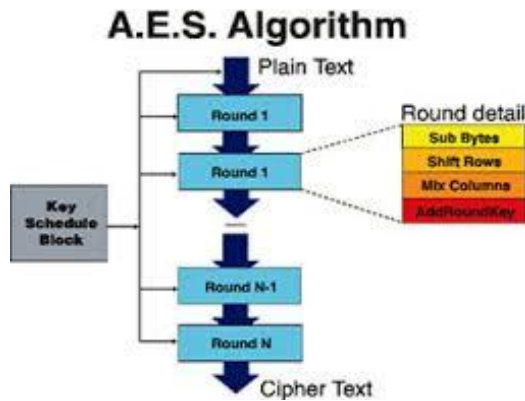 A.E.S. Algorithm
Plain Text
Round 1
Round detail
Sub Bytes
Round 1
Shift Rows
Mix Columns
AddRoundKey
Key
Schedule
Block
Round N-1
Round N
Cipher Text